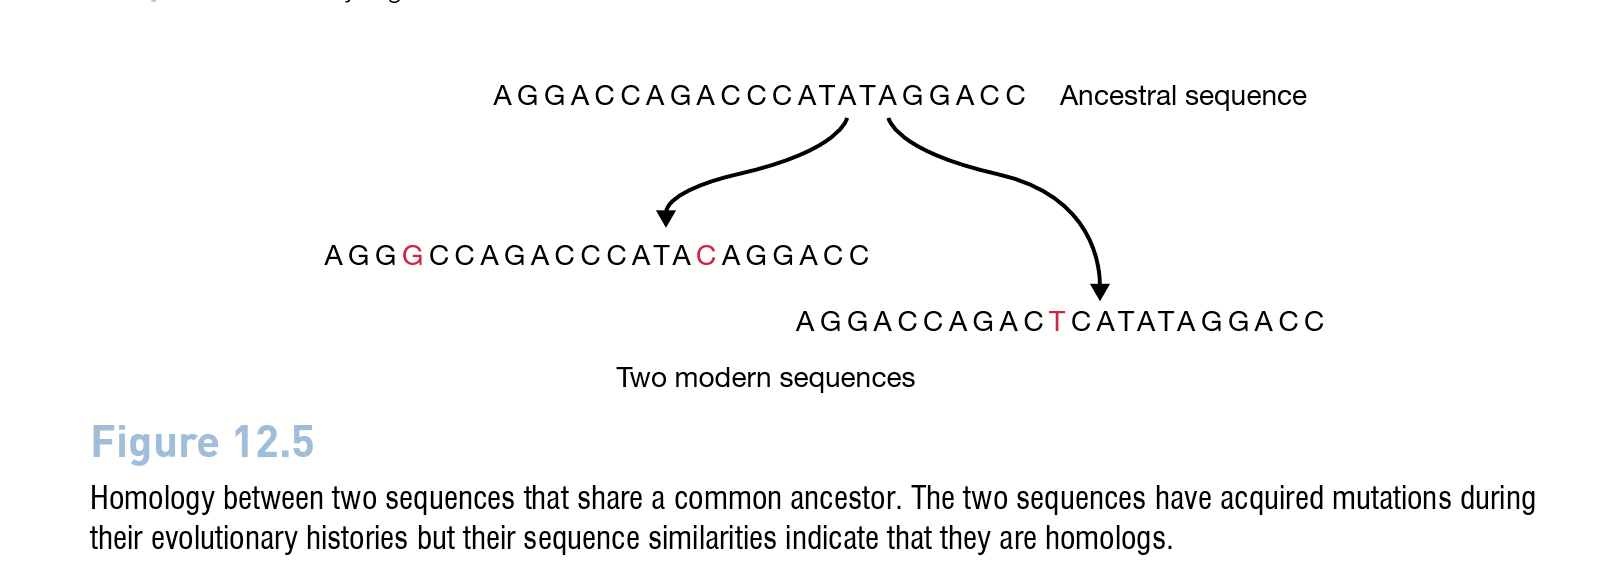 AGGACCAGACCCATATAGGACC Ancestral sequence
AGGGCCAGACCCATACAGGACC
AGGACCAGACTCATATAGGACC
Two modern sequences
Figure 12.5
Homology between two sequences that share a common ancestor. The two sequences have acquired mutations during
their evolutionary histories but their sequence similarities indicate that they are homologs.